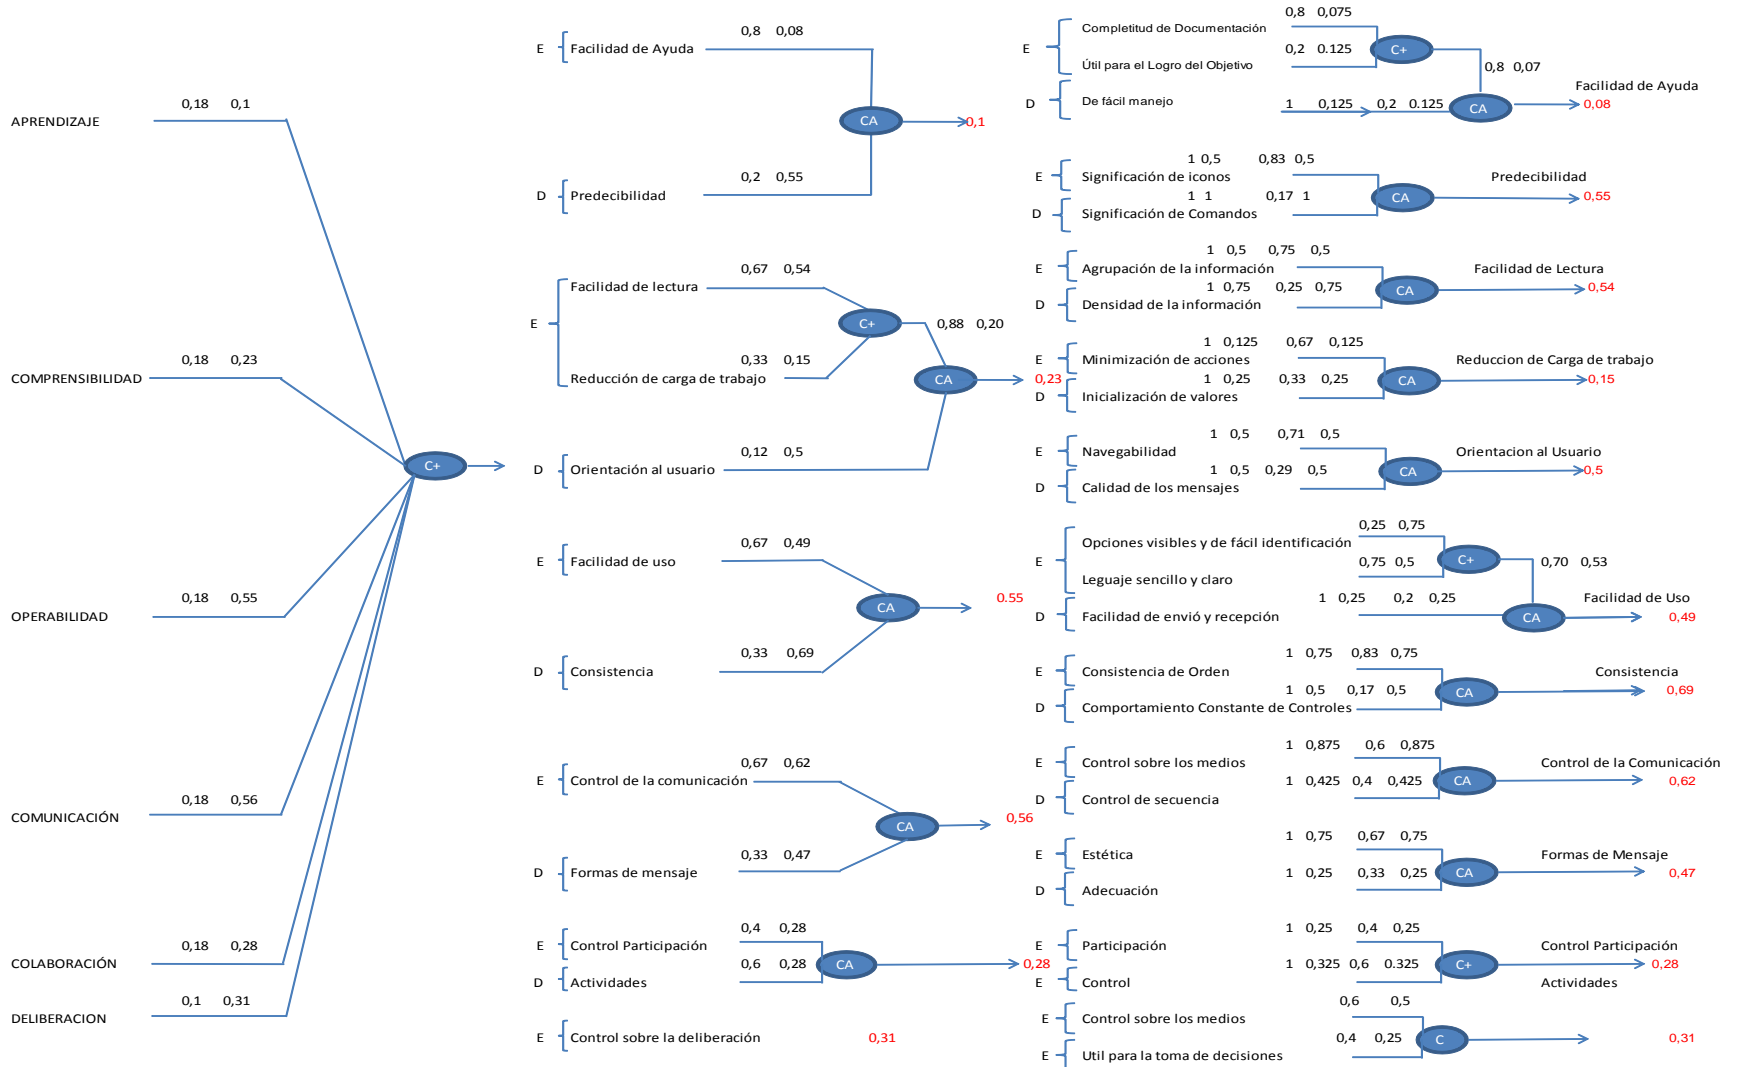 APRENDIZAJE
0,18 0,1
COMPRENSIBILIDAD
0,18 0,23
OPERABILIDAD
0,18 0,55
COMUNICACIÓN
0,18 0,56
COLABORACIÓN
0,18 0,28
DELIBERACION
0,1 0,31
C+
E Facilidad de Ayuda 0,8 0,08
CA 0,1
D Predecibilidad 0,2 0,55
E Facilidad de lectura 0,67 0,54
C+ 0,88 0,20
Reducción de carga de trabajo 0,33 0,15
CA 0,23
D Orientación al usuario 0,12 0,5
E Facilidad de uso 0,67 0,49
CA 0.55
D Consistencia 0,33 0,69
E Control de la comunicación 0,67 0,62
CA 0,56
D Formas de mensaje 0,33 0,47
E Control Participación 0,4 0,28
CA 0,28
D Actividades 0,6 0,28
E Control sobre la deliberación 0,31
E Completitud de Documentación 0,8 0,075
C+
Útil para el Logro del Objetivo 0,2 0.125
0,8 0,07
D De fácil manejo 1 0,125 0,2 0.125
CA Facilidad de Ayuda 0,08
E Significación de iconos 1 0,5 0,83 0,5
CA Predecibilidad 0,55
D Significación de Comandos 1 1 0,17 1
E Agrupación de la información 1 0,5 0,75 0,5
CA Facilidad de Lectura 0,54
D Densidad de la información 1 0,75 0,25 0,75
E Minimización de acciones 1 0,125 0,67 0,125
CA Reduccion de Carga de trabajo 0,15
D Inicialización de valores 1 0,25 0,33 0,25
E Navegabilidad 1 0,5 0,71 0,5
CA Orientacion al Usuario 0,5
D Calidad de los mensajes 1 0,5 0,29 0,5
E Opciones visibles y de fácil identificación 0,25 0,75
C+ 0,70 0,53
Leguaje sencillo y claro 0,75 0,5
D Facilidad de envió y recepción 1 0,25 0,2 0,25
CA Facilidad de Uso 0,49
E Consistencia de Orden 1 0,75 0,83 0,75
CA Consistencia 0,69
D Comportamiento Constante de Controles 1 0,5 0,17 0,5
E Control sobre los medios 1 0,875 0,6 0,875
CA Control de la Comunicación 0,62
D Control de secuencia 1 0,425 0,4 0,425
E Estética 1 0,75 0,67 0,75
CA Formas de Mensaje 0,47
D Adecuación 1 0,25 0,33 0,25
E Participación 1 0,25 0,4 0,25
C+ Control Participación 0,28
E Control 1 0,325 0,6 0.325
Actividades
E Control sobre los medios 0,6 0,5
C 0,31
E Util para la toma de decisiones 0,4 0,25